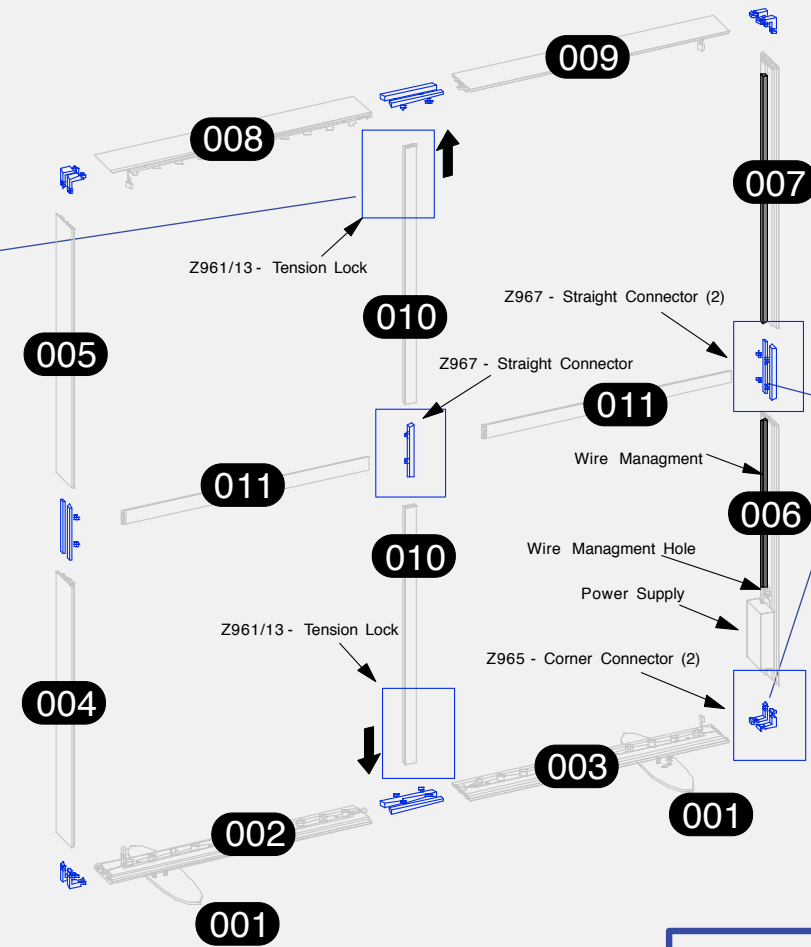 009
008
007
Z961/13 - Tension Lock
Z967 - Straight Connector (2)
010
005
Z967 - Straight Connector
011
Wire Managment
011
006
Wire Managment Hole
010
Power Supply
Z961/13 - Tension Lock
Z965 - Corner Connector (2)
004
003
001
002
001